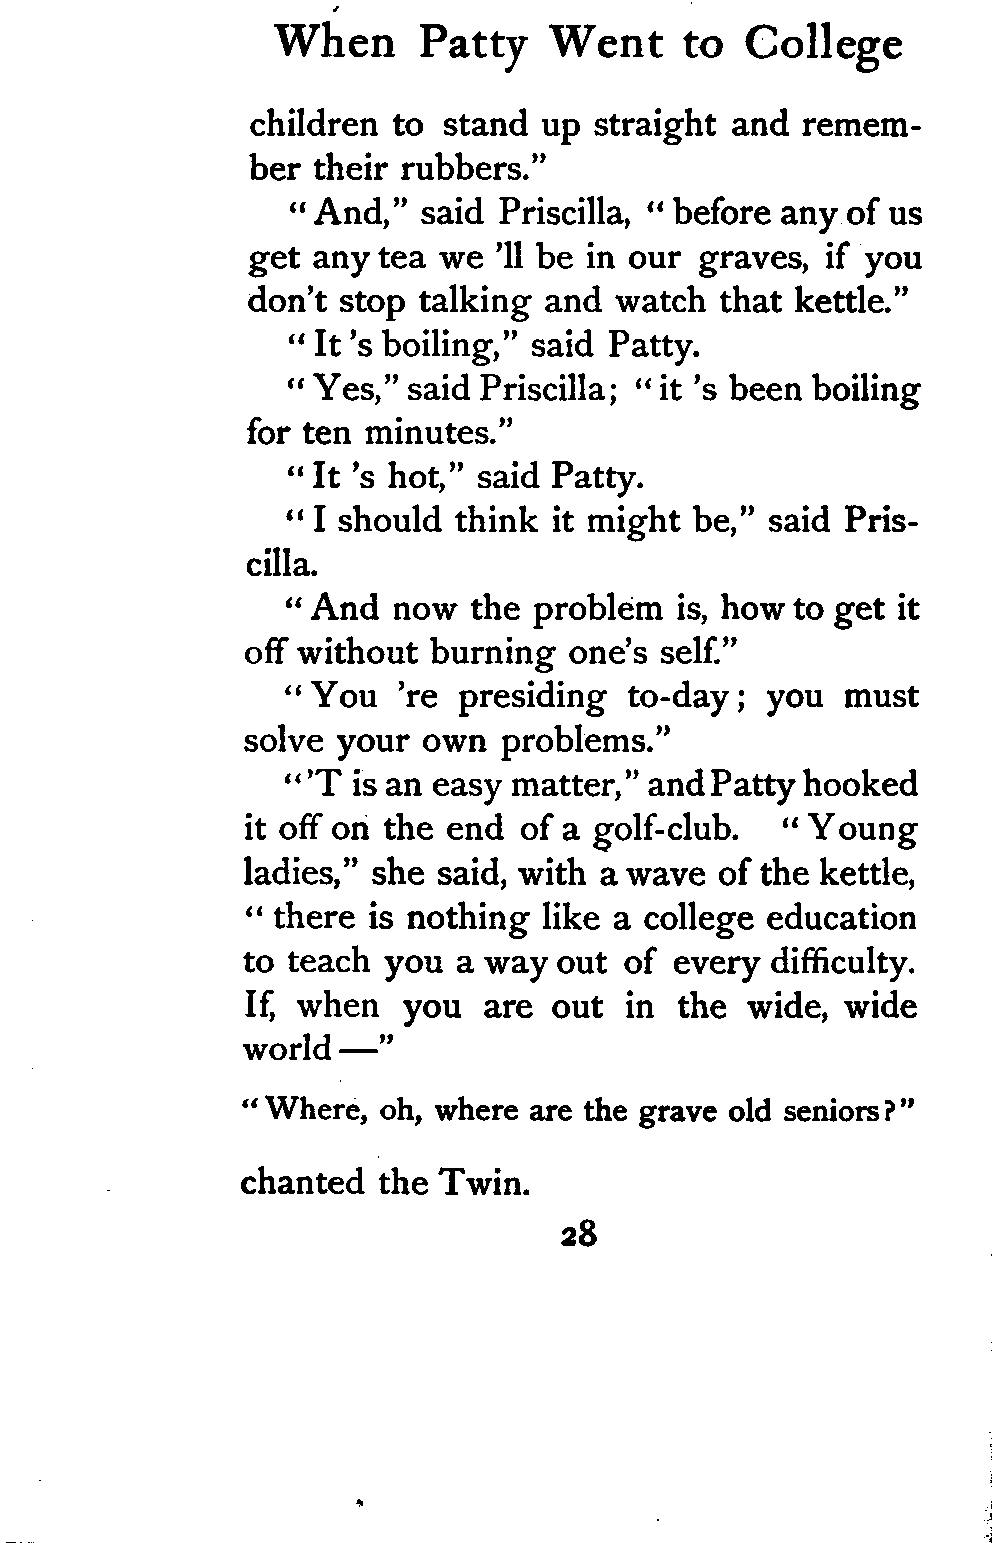 When Patty Went to College
children to stand up straight and remem-
ber their rubbers."
"And," said Priscilla, "before any of us
get any tea we 'll be in our graves, if you
don't stop talking and watch that kettle."
"It 's boiling," said Patty.
"Yes," said Priscilla; "it 's been boiling
for ten minutes."
"It 's hot," said Patty.
"I should think it might be," said Pris-
cilla.
"And now the problem is, how to get it
off without burning one's self."
"You 're presiding to-day; you must
solve your own problems."
"'T is an easy matter," and Patty hooked
it off on the end of a golf-club. "Young
ladies," she said, with a wave of the kettle,
"there is nothing like a college education
to teach you a way out of every difficulty.
If, when you are out in the wide, wide
world—"
"Where, oh, where are the grave old seniors?"
chanted the Twin.
28